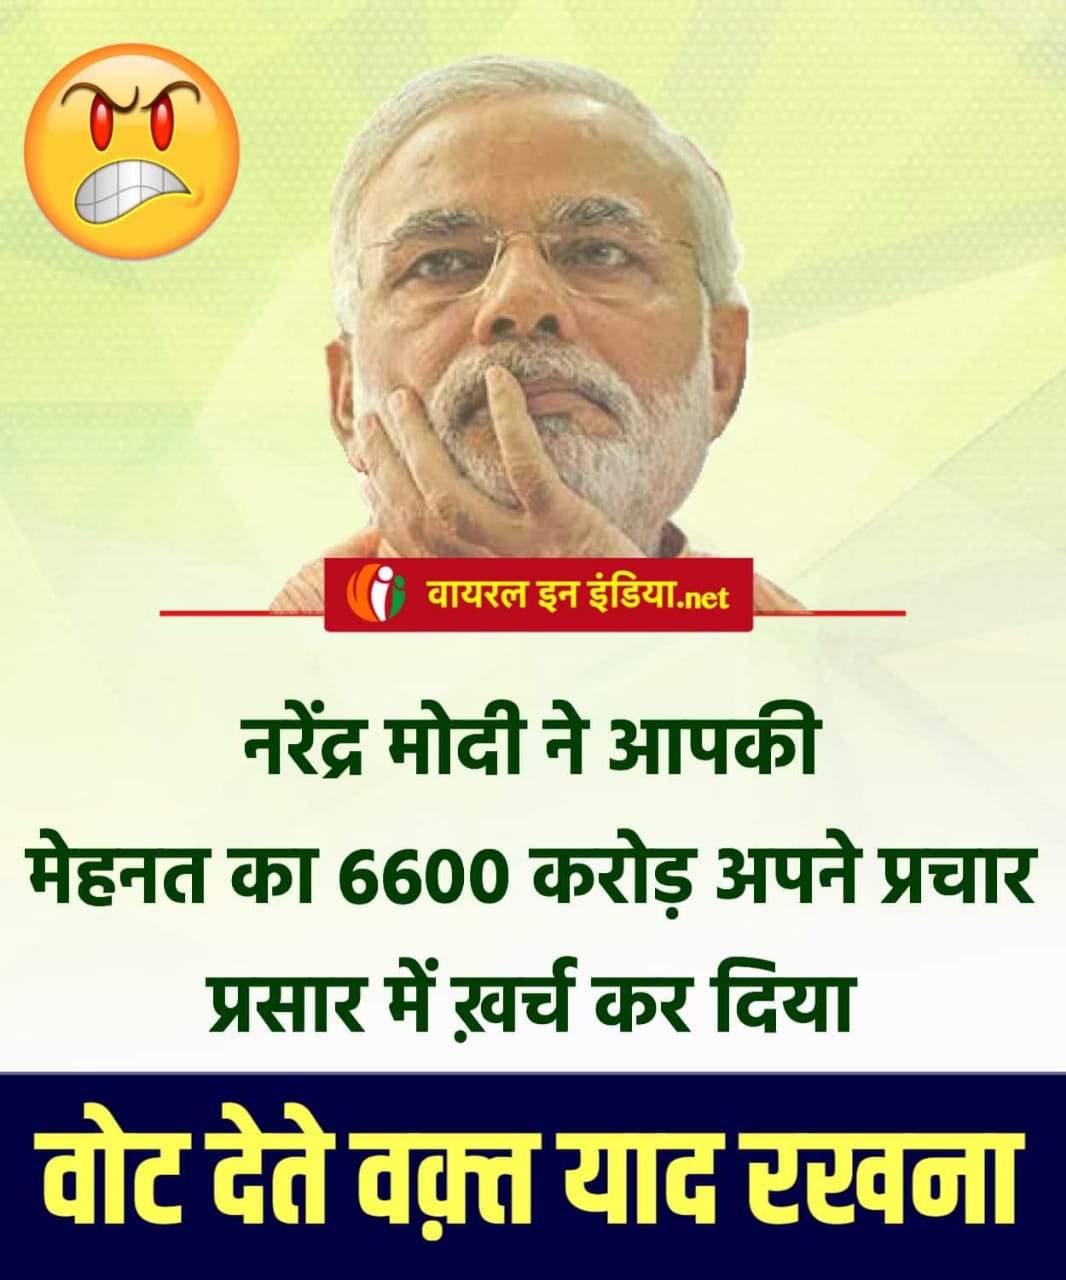 वायरल इन इंडिया.net
नरेंद्र मोदी ने आपकी
मेहनत का 6600 करोड़ अपने प्रचार
प्रसार में ख़र्च कर दिया
वोट देते वक़्त याद रखना